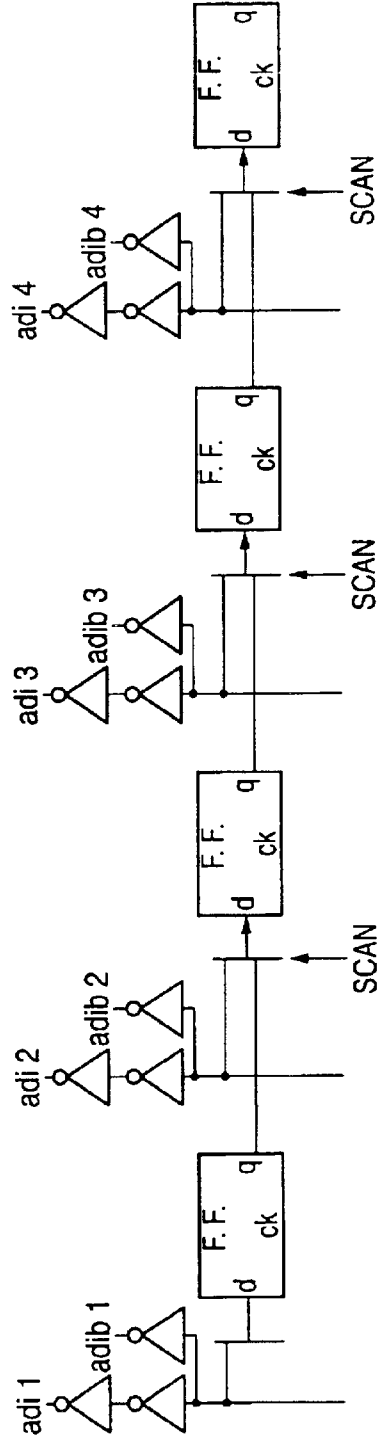 adi 1
adib 1
F. F.
d
q
ck
adi 2
adib 2
SCAN
F. F.
d
q
ck
adi 3
adib 3
SCAN
F. F.
d
q
ck
adi 4
adib 4
SCAN
F. F.
d
q
ck